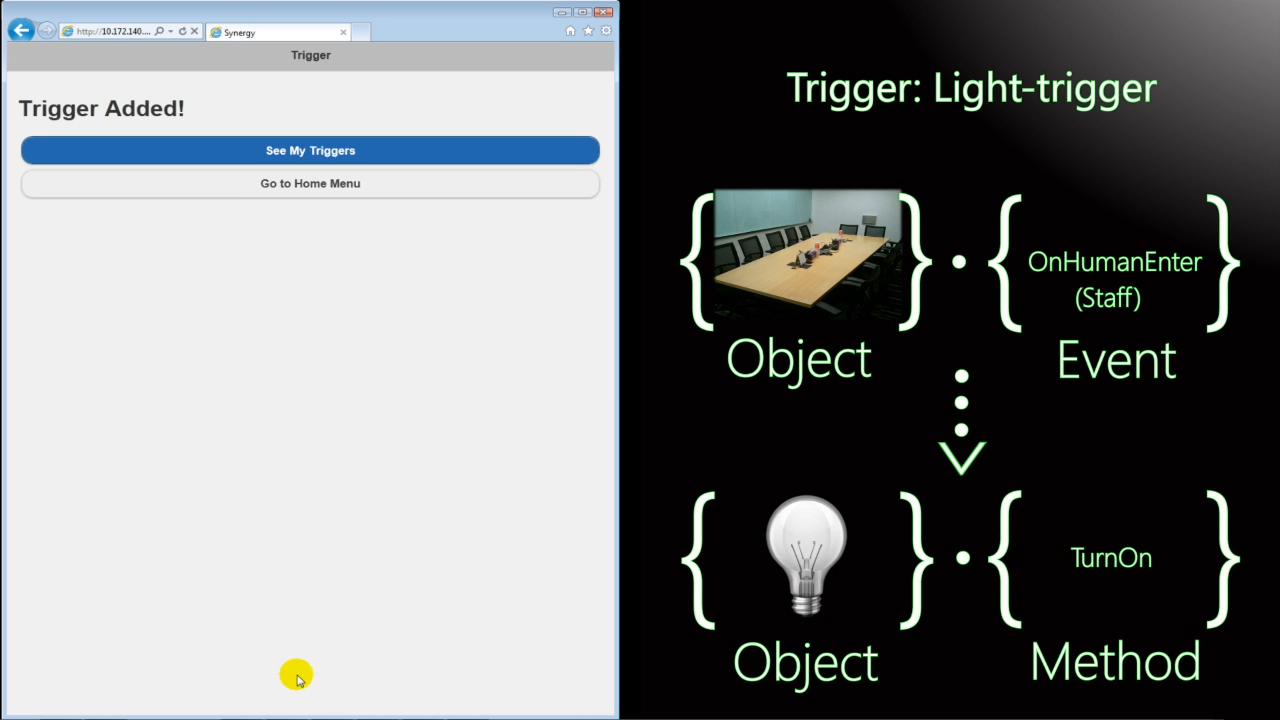 http://10.172.140....
Synergy
Trigger
Trigger Added!
See My Triggers
Go to Home Menu
Trigger: Light-trigger
OnHumanEnter
(Staff)
Object
Event
TurnOn
Object
Method